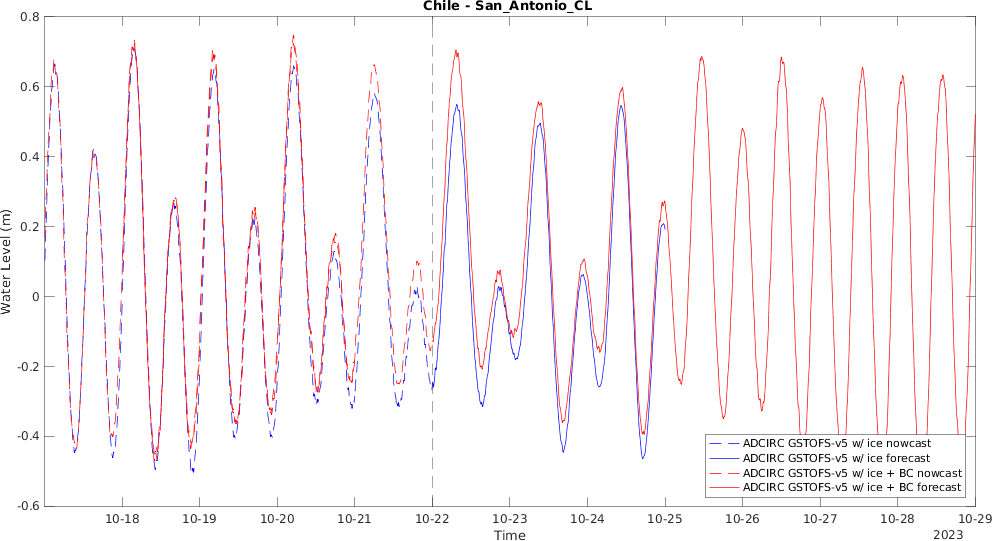 Chile - San_Antonio_CL
0.8
0.6
0.4
0.2
0
-0.2
-0.4
-0.6
Water Level (m)
ADCIRC GSTOFS-v5 w/ ice nowcast
ADCIRC GSTOFS-v5 w/ ice forecast
ADCIRC GSTOFS-v5 w/ ice + BC nowcast
ADCIRC GSTOFS-v5 w/ ice + BC forecast
10-18 10-19 10-20 10-21 10-22 10-23 10-24 10-25 10-26 10-27 10-28 10-29
Time
2023